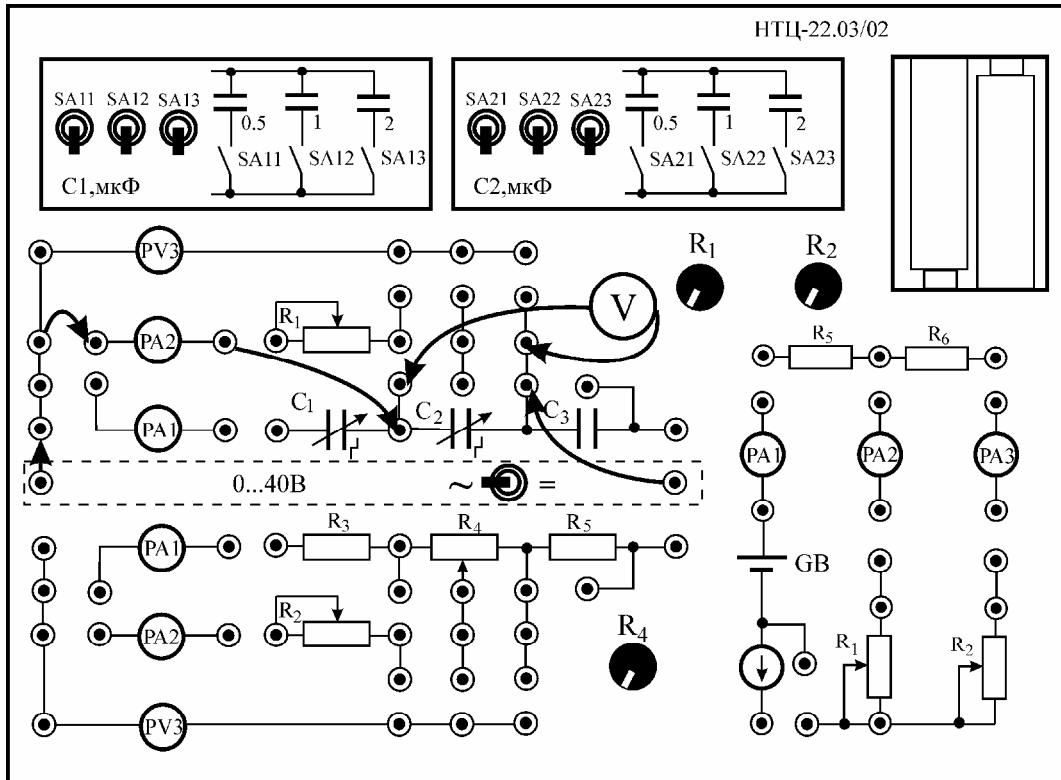 НТЦ-22.03/02
SA11 SA12 SA13
0.5 1 2
SA11 SA12 SA13
С1,мкФ
SA21 SA22 SA23
0.5 1 2
SA21 SA22 SA23
С2,мкФ
PV3
R1 R2
V
R1
PA2
R5 R6
C1 C2 C3
PA1
PA1 PA2 PA3
0...40В ~ =
R3 R4 R5
PA1
GB
R2
PA2
R4
R1 R2
PV3